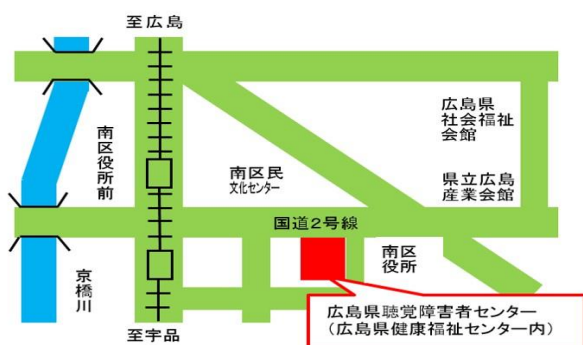 至広島
広島県
社会福祉
会館
南区役所前
南区民
文化センター
県立広島
産業会館
国道2号線
南区
役所
京橋川
広島県聴覚障害者センター
(広島県健康福祉センター内)
至宇品